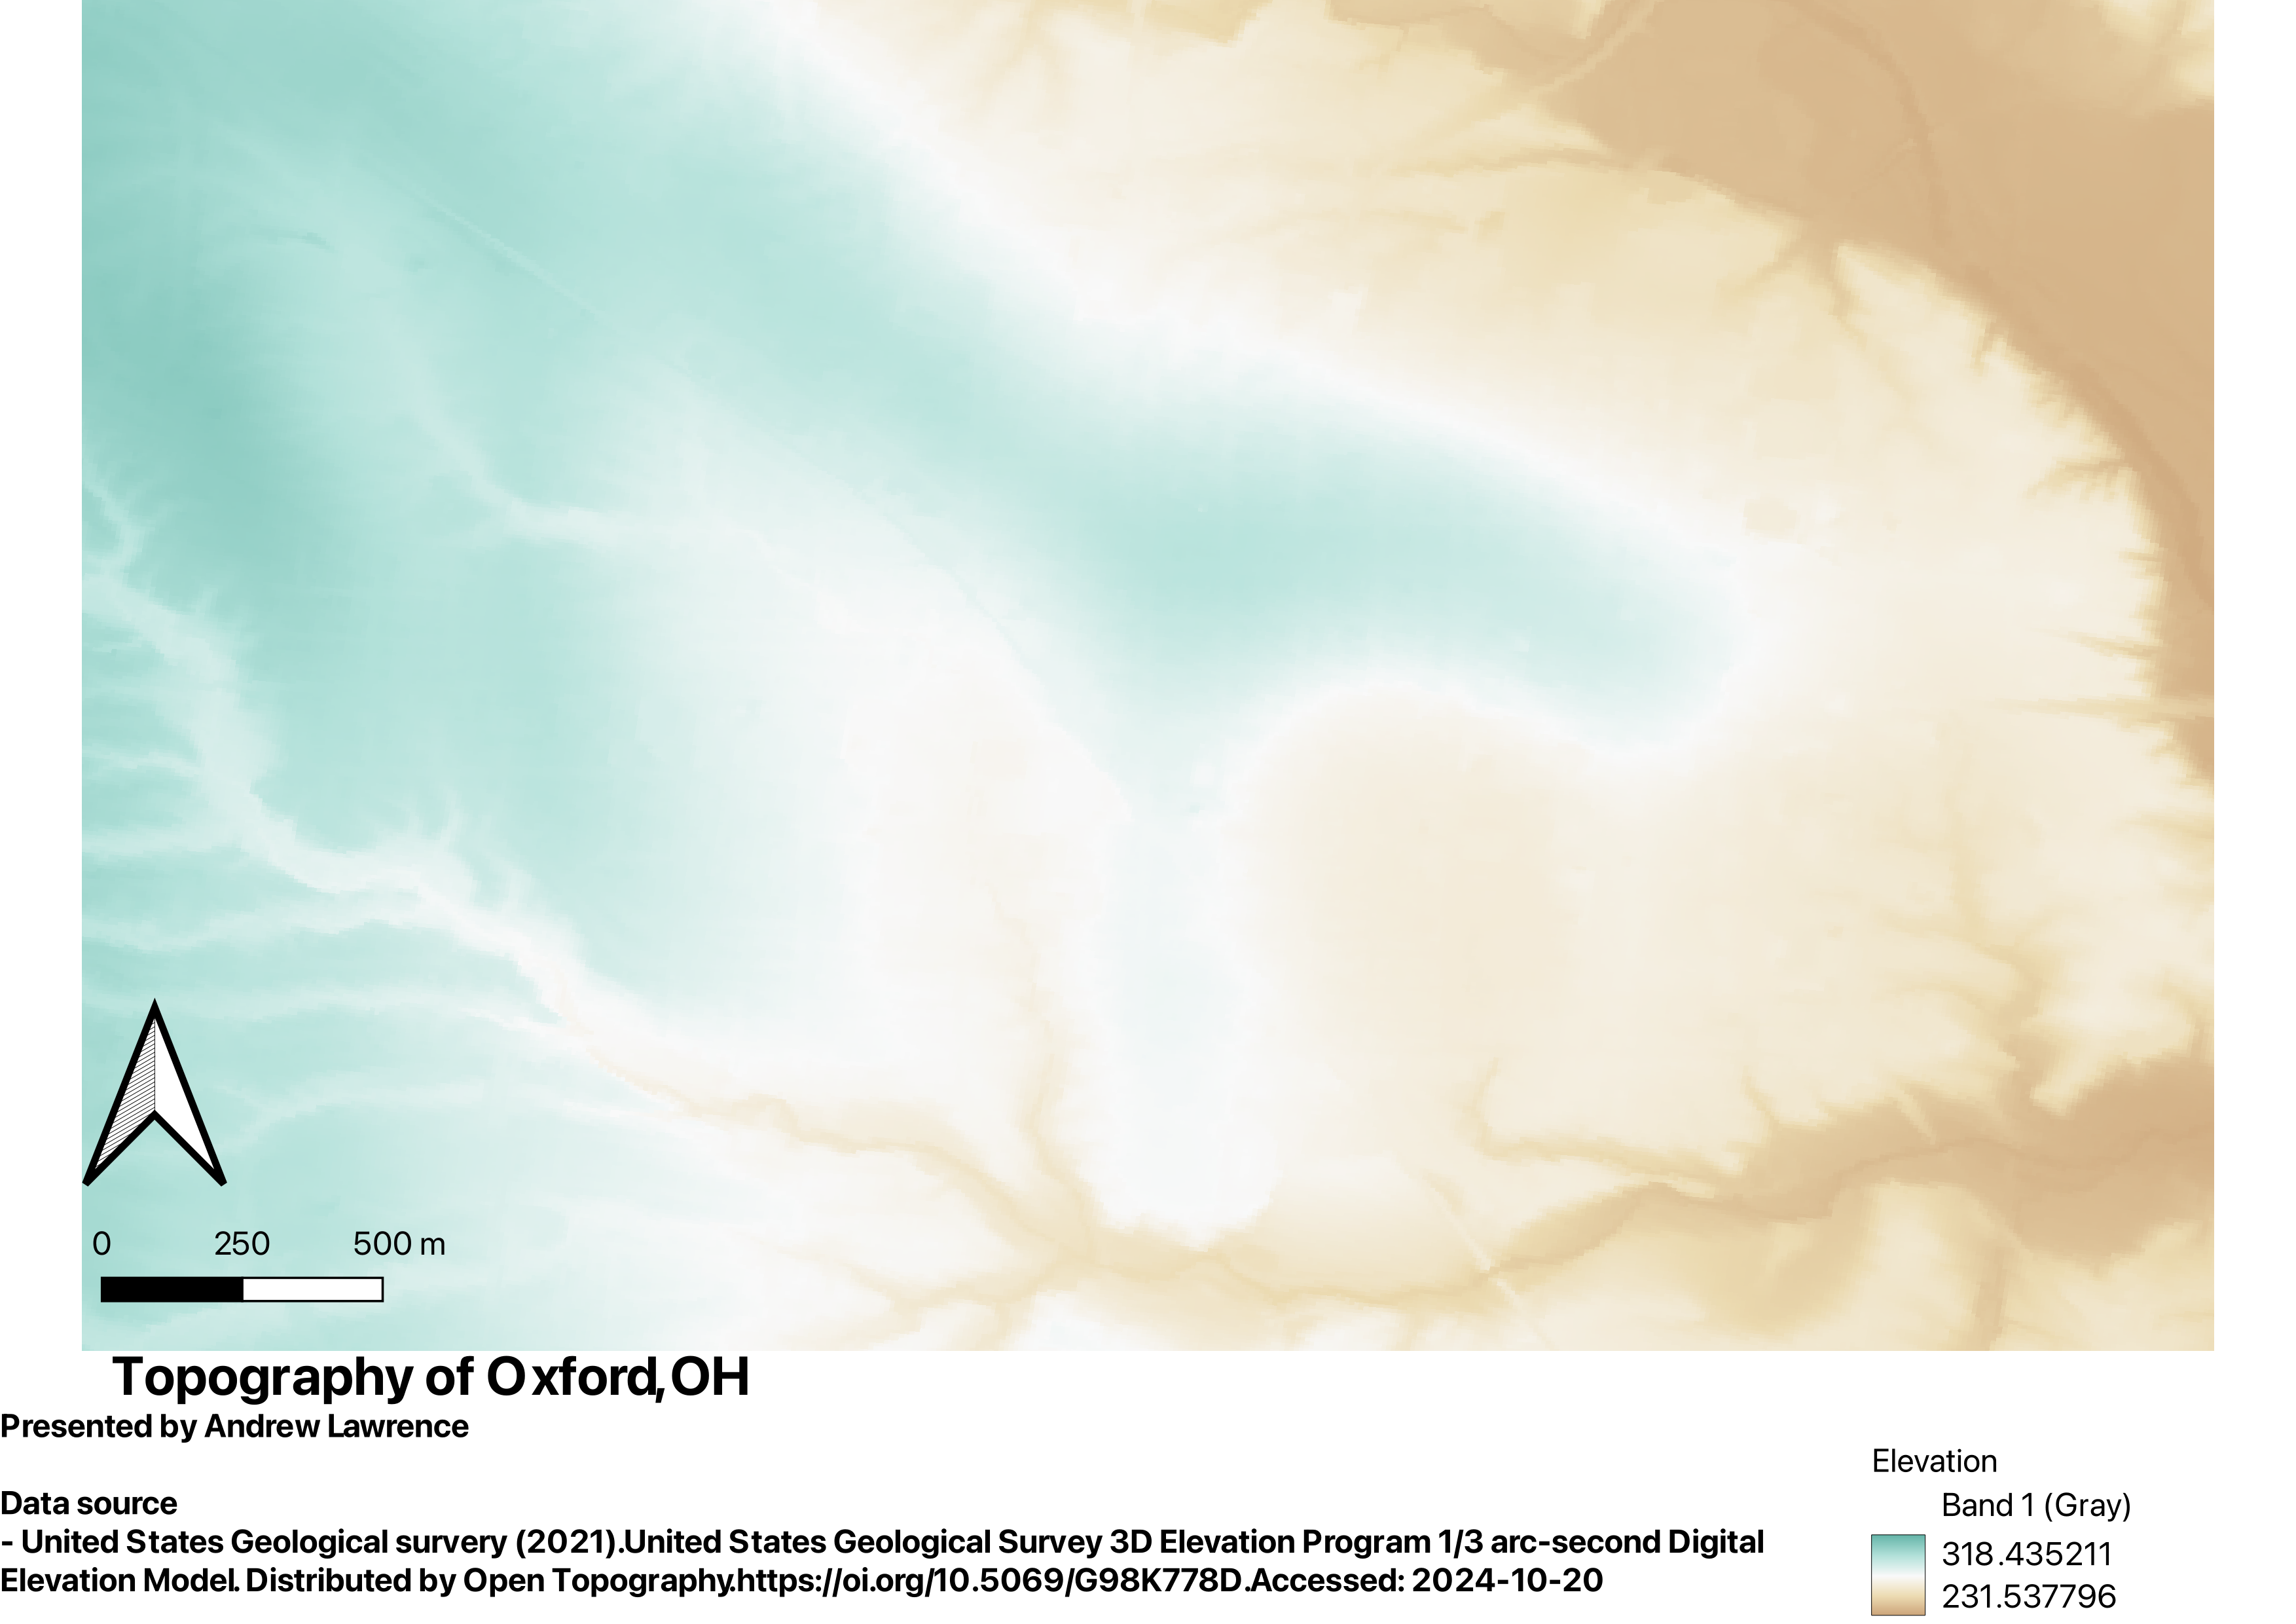 0 250 500 m
Topography of Oxford,OH
Presented by Andrew Lawrence
Data source
- United States Geological survery (2021).United States Geological Survey 3D Elevation Program 1/3 arc-second Digital
Elevation Model. Distributed by Open Topography.https://oi.org/10.5069/G98K778D.Accessed: 2024-10-20
Elevation
Band 1 (Gray)
318.435211
231.537796